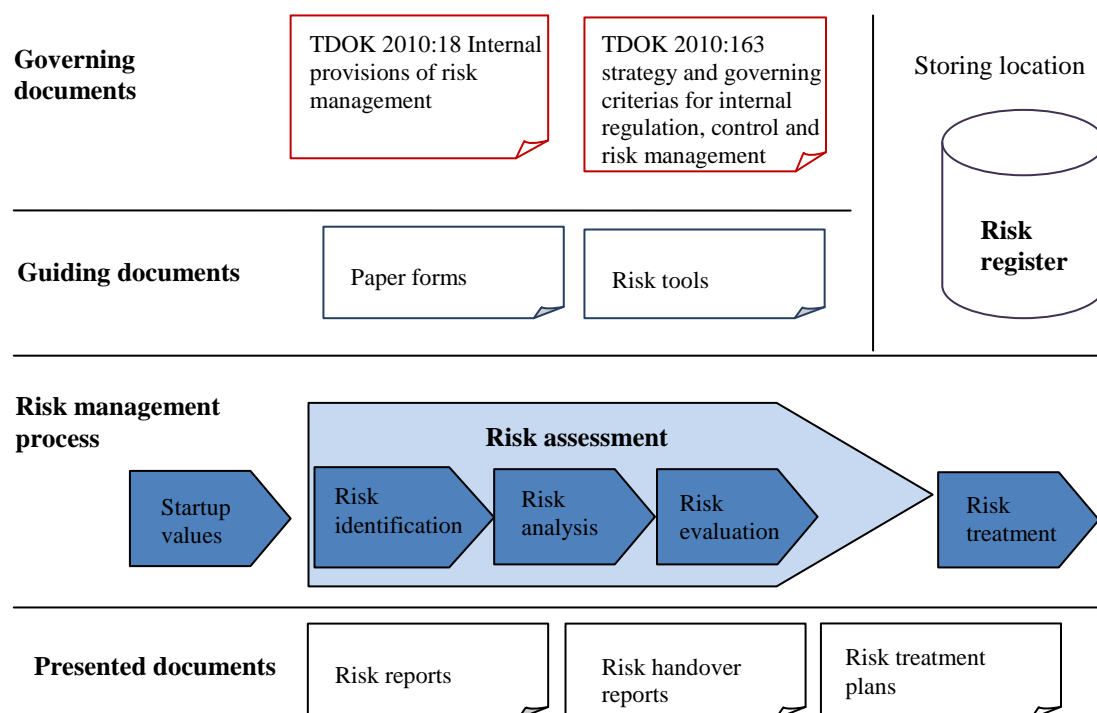 Governing
documents
TDOK 2010:18 Internal
provisions of risk
management
TDOK 2010:163
strategy and governing
criterias for internal
regulation, control and
risk management
Storing location
Risk
register
Guiding documents
Paper forms
Risk tools
Risk management
process
Risk assessment
Startup
values
Risk
identification
Risk
analysis
Risk
evaluation
Risk
treatment
Presented documents
Risk reports
Risk handover
reports
Risk treatment
plans